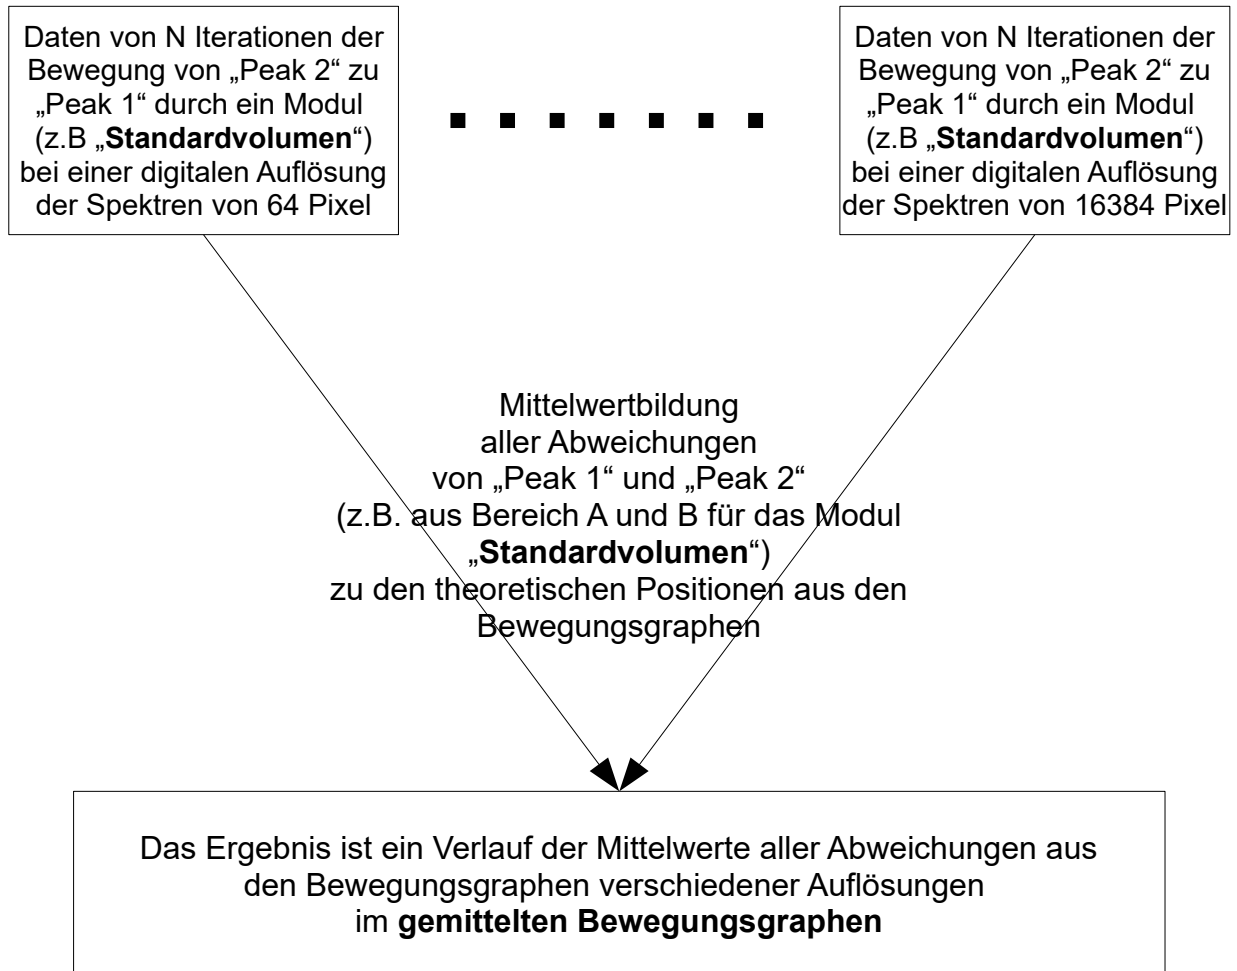 Daten von N Iterationen der
Bewegung von „Peak 2“ zu
„Peak 1“ durch ein Modul
(z.B „Standardvolumen“)
bei einer digitalen Auflösung
der Spektren von 64 Pixel
Daten von N Iterationen der
Bewegung von „Peak 2“ zu
„Peak 1“ durch ein Modul
(z.B „Standardvolumen“)
bei einer digitalen Auflösung
der Spektren von 16384 Pixel
Mittelwertbildung
aller Abweichungen
von „Peak 1“ und „Peak 2“
(z.B. aus Bereich A und B für das Modul
„Standardvolumen“)
zu den theoretischen Positionen aus den
Bewegungsgraphen
Das Ergebnis ist ein Verlauf der Mittelwerte aller Abweichungen aus
den Bewegungsgraphen verschiedener Auflösungen
im gemittelten Bewegungsgraphen